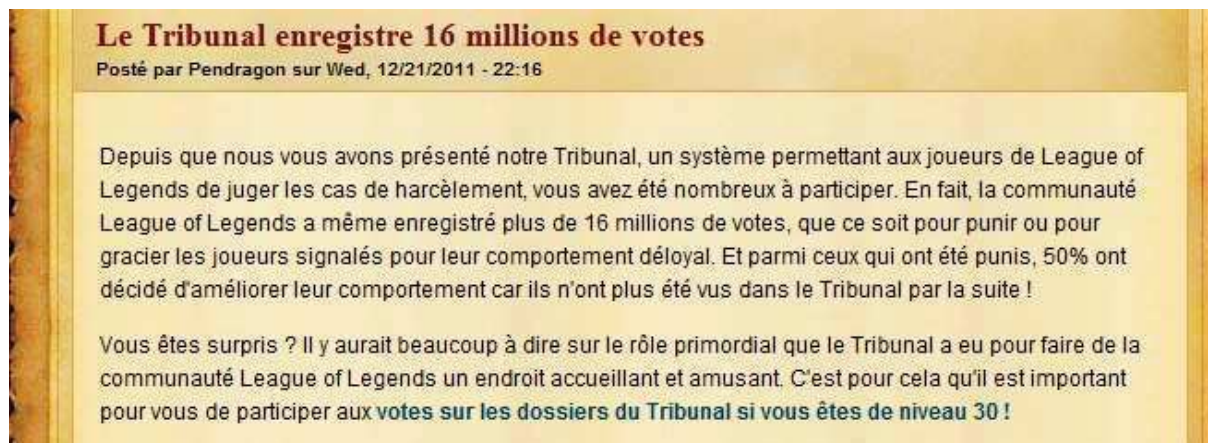 Le Tribunal enregistre 16 millions de votes
Posté par Pendragon sur Wed, 12/21/2011 - 22:16
Depuis que nous vous avons présenté notre Tribunal, un système permettant aux joueurs de League of
Legends de juger les cas de harcèlement, vous avez été nombreux à participer. En fait, la communauté
League of Legends a même enregistré plus de 16 millions de votes, que ce soit pour punir ou pour
gracier les joueurs signalés pour leur comportement déloyal. Et parmi ceux qui ont été punis, 50% ont
décidé d'améliorer leur comportement car ils n'ont plus été vus dans le Tribunal par la suite !
Vous êtes surpris ? Il y aurait beaucoup à dire sur le rôle primordial que le Tribunal a eu pour faire de la
communauté League of Legends un endroit accueillant et amusant. C'est pour cela qu'il est important
pour vous de participer aux votes sur les dossiers du Tribunal si vous êtes de niveau 30 !